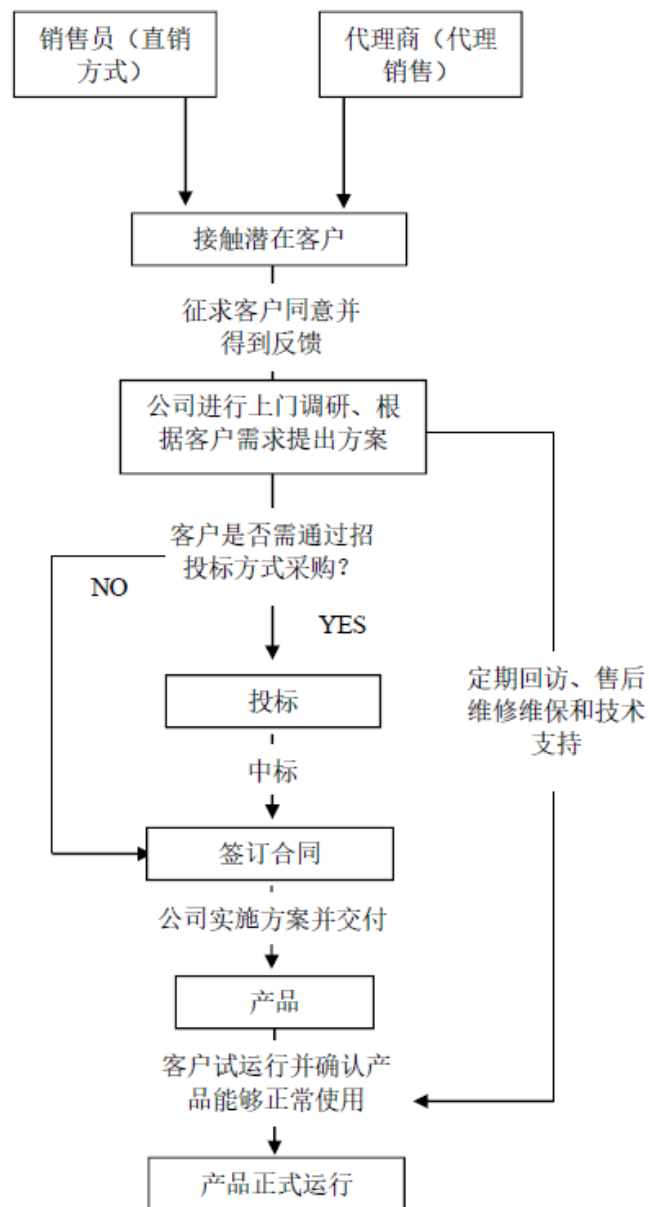 销售员（直销
方式）
代理商（代理
销售）
接触潜在客户
征求客户同意并
得到反馈
公司进行上门调研、根
据客户需求提出方案
客户是否需通过招
投标方式采购？
NO
YES
定期回访、售后
维修维保和技术
支持
投标
中标
签订合同
公司实施方案并交付
产品
客户试运行并确认产
品能够正常使用
产品正式运行